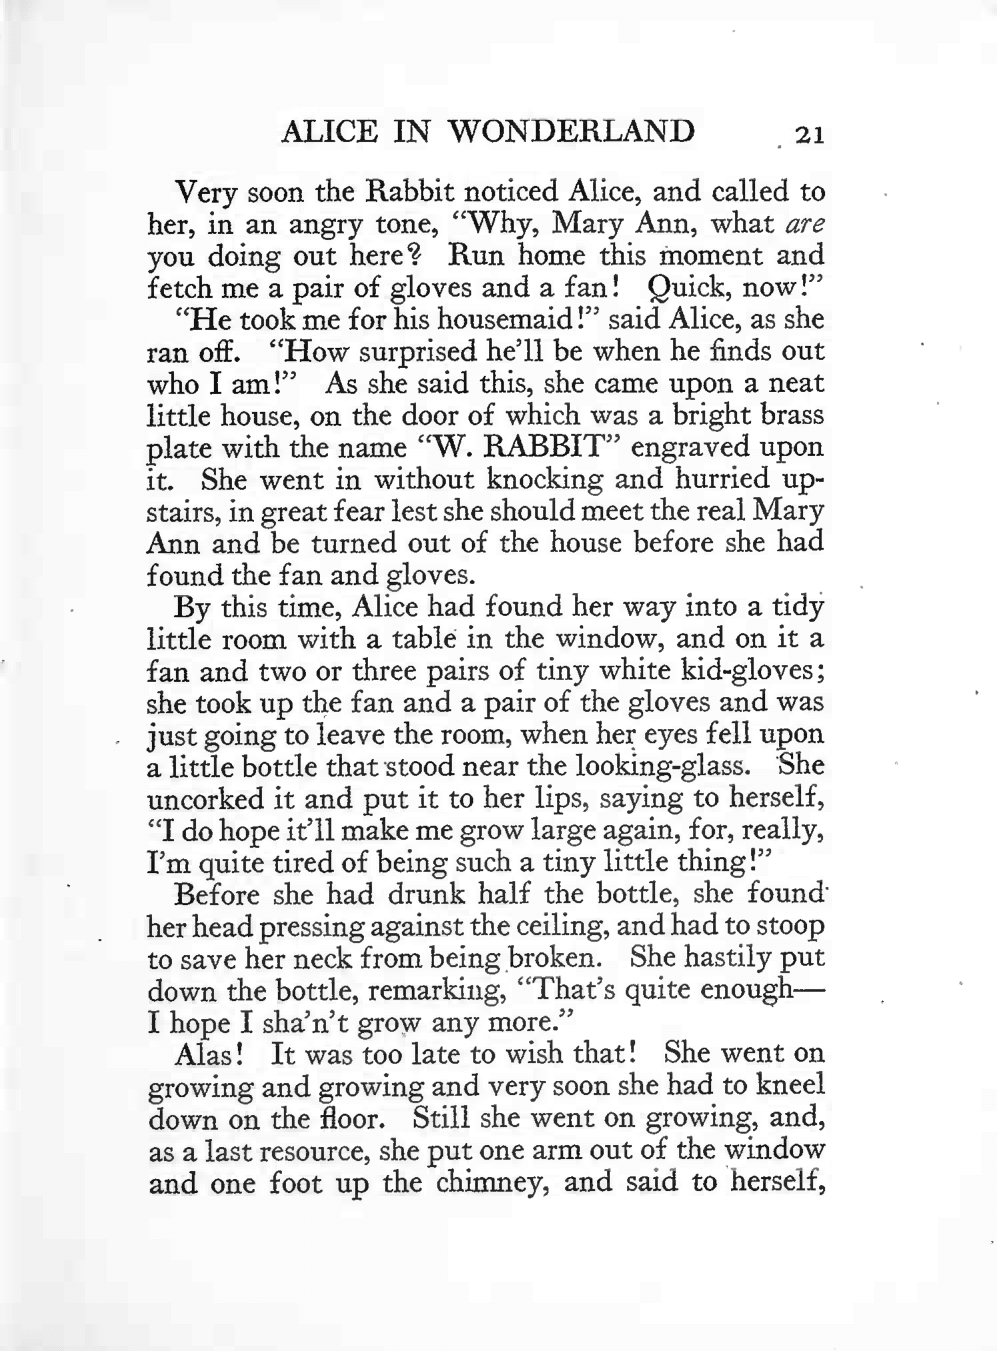 ALICE IN WONDERLAND 21
Very soon the Rabbit noticed Alice, and called to
her, in an angry tone, “Why, Mary Ann, what are
you doing out here? Run home this moment and
fetch me a pair of gloves and a fan! Quick, now!”
“He took me for his housemaid!” said Alice, as she
ran off. “How surprised he’ll be when he finds out
who I am!” As she said this, she came upon a neat
little house, on the door of which was a bright brass
plate with the name “W. RABBIT” engraved upon
it. She went in without knocking and hurried up-
stairs, in great fear lest she should meet the real Mary
Ann and be turned out of the house before she had
found the fan and gloves.
By this time, Alice had found her way into a tidy
little room with a table in the window, and on it a
fan and two or three pairs of tiny white kid-gloves;
she took up the fan and a pair of the gloves and was
just going to leave the room, when her eyes fell upon
a little bottle that stood near the looking-glass. She
uncorked it and put it to her lips, saying to herself,
“I do hope it’ll make me grow large again, for, really,
I’m quite tired of being such a tiny little thing!”
Before she had drunk half the bottle, she found
her head pressing against the ceiling, and had to stoop
to save her neck from being broken. She hastily put
down the bottle, remarking, “That’s quite enough—
I hope I sha’n’t grow any more.”
Alas! It was too late to wish that! She went on
growing and growing and very soon she had to kneel
down on the floor. Still she went on growing, and,
as a last resource, she put one arm out of the window
and one foot up the chimney, and said to herself,